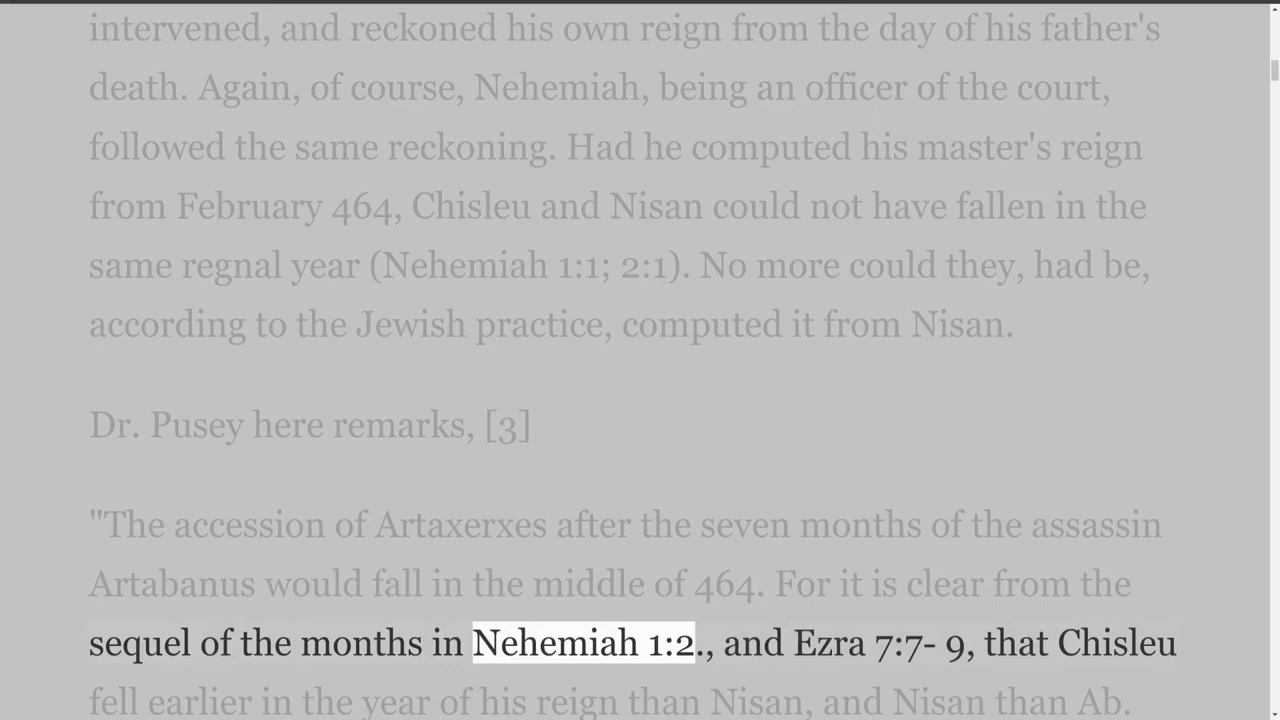 intervened, and reckoned his own reign from the day of his father's
death. Again, of course, Nehemiah, being an officer of the court,
followed the same reckoning. Had he computed his master's reign
from February 464, Chisleu and Nisan could not have fallen in the
same regnal year (Nehemiah 1:1; 2:1). No more could they, had be,
according to the Jewish practice, computed it from Nisan.
Dr. Pusey here remarks, [3]
"The accession of Artaxerxes after the seven months of the assassin
Artabanus would fall in the middle of 464. For it is clear from the
sequel of the months in Nehemiah 1:2., and Ezra 7:7- 9, that Chisleu
fell earlier in the year of his reign than Nisan, and Nisan than Ab.